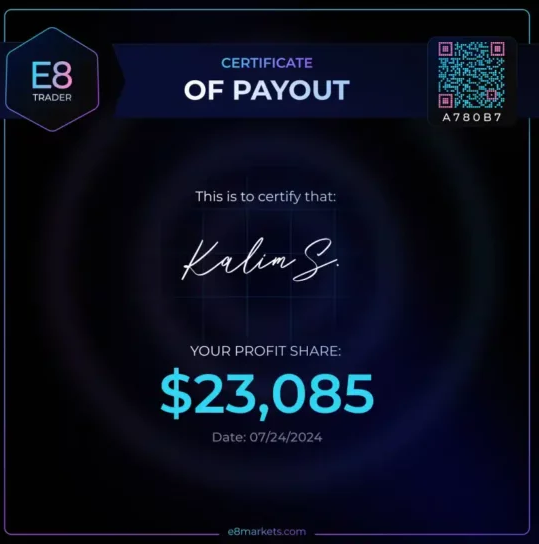 E8
TRADER
CERTIFICATE
OF PAYOUT
A780B7
This is to certify that:
Kalim S.
YOUR PROFIT SHARE:
$23,085
Date: 07/24/2024
e8markets.com